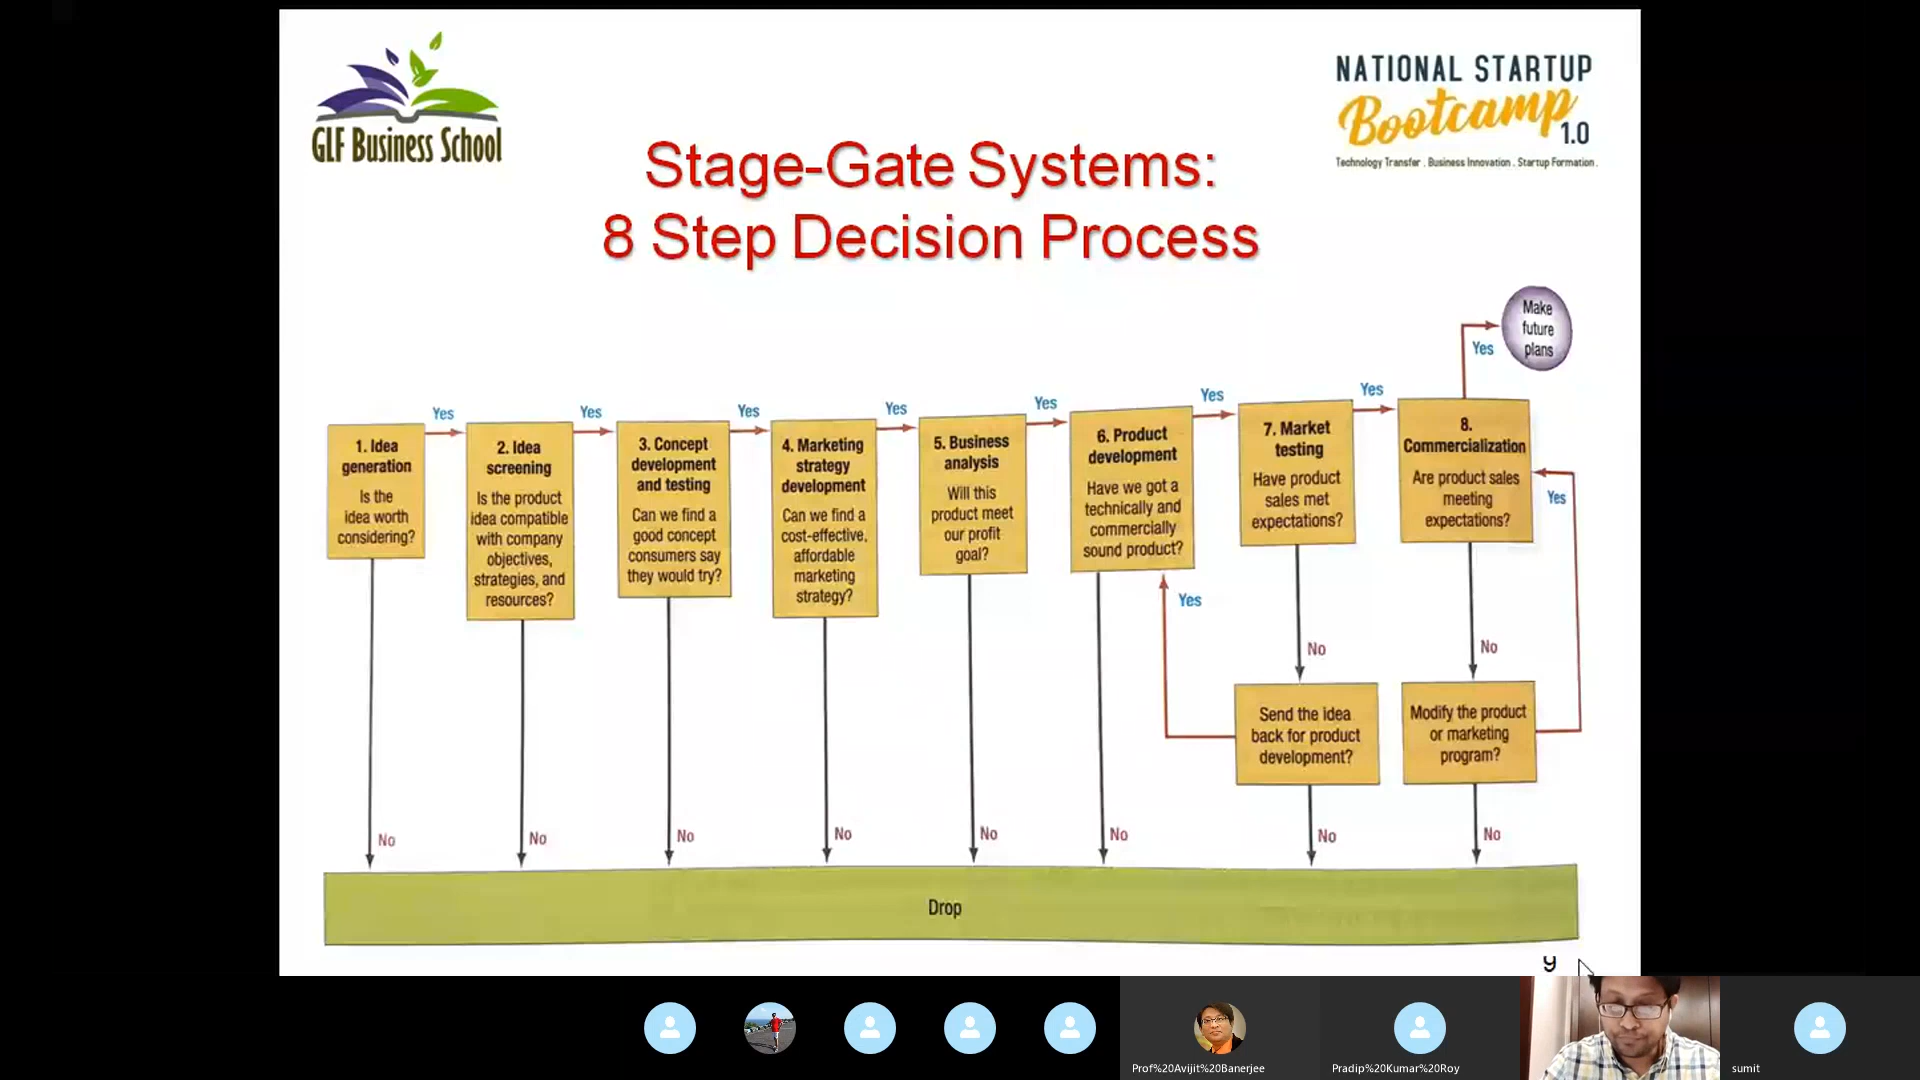 GLF Business School
NATIONAL STARTUP
Bootcamp
1.0
Technology Transfer . Business Innovation . Startup Formation .
Stage-Gate Systems:
8 Step Decision Process
Make
future
plans
Yes
Yes
Yes
Yes
Yes
Yes
Yes
Yes
1. Idea
generation
Is the
idea worth
considering?
2. Idea
screening
Is the product
idea compatible
with company
objectives,
strategies, and
resources?
3. Concept
development
and testing
Can we find a
good concept
consumers say
they would try?
4. Marketing
strategy
development
Can we find a
cost-effective,
affordable
marketing
strategy?
5. Business
analysis
Will this
product meet
our profit
goal?
6. Product
development
Have we got a
technically and
commercially
sound product?
7. Market
testing
Have product
sales met
expectations?
8.
Commercialization
Are product sales
meeting
expectations?
Yes
Yes
No
No
Send the idea
back for product
development?
Modify the product
or marketing
program?
No
No
No
No
No
No
No
No
Drop
9
Prof%20Avijit%20Banerjee
Pradip%20Kumar%20Roy
sumit